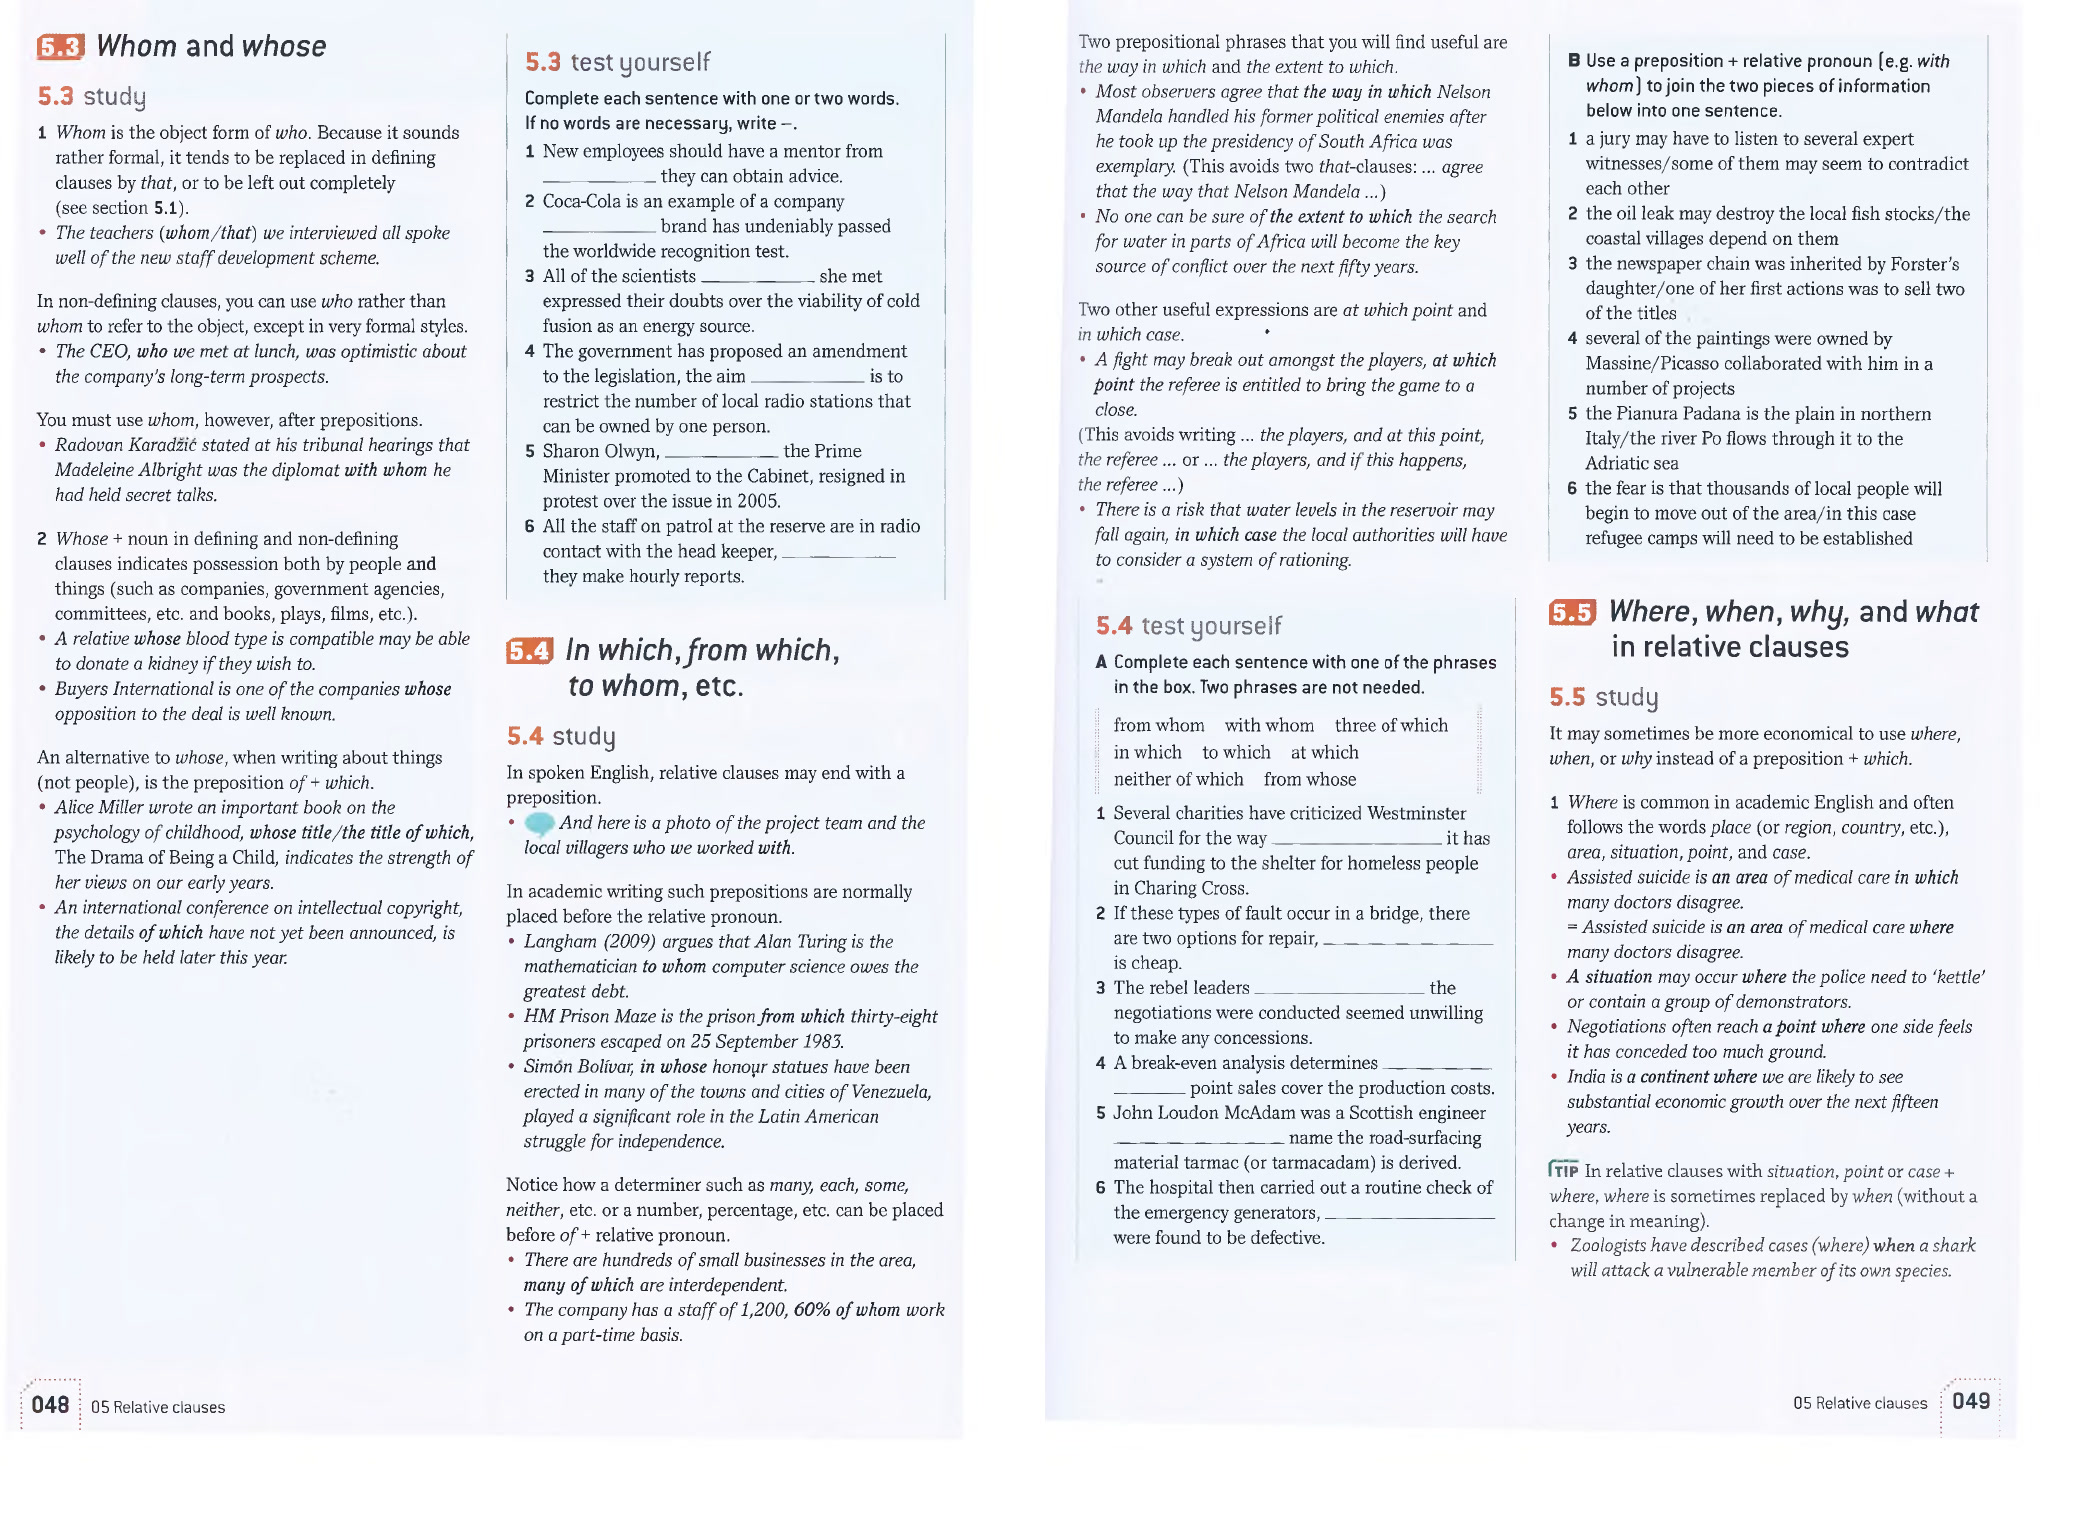 5.3 Whom and whose
5.3 study
1 Whom is the object form of who. Because it sounds
rather formal, it tends to be replaced in defining
clauses by that, or to be left out completely
(see section 5.1).
• The teachers (whom/that) we interviewed all spoke
well of the new staff development scheme.
In non-defining clauses, you can use who rather than
whom to refer to the object, except in very formal styles.
• The CEO, who we met at lunch, was optimistic about
the company's long-term prospects.
You must use whom, however, after prepositions.
• Radovan Karadžić stated at his tribunal hearings that
Madeleine Albright was the diplomat with whom he
had held secret talks.
2 Whose + noun in defining and non-defining
clauses indicates possession both by people and
things (such as companies, government agencies,
committees, etc. and books, plays, films, etc.).
• A relative whose blood type is compatible may be able
to donate a kidney if they wish to.
• Buyers International is one of the companies whose
opposition to the deal is well known.
An alternative to whose, when writing about things
(not people), is the preposition of + which.
• Alice Miller wrote an important book on the
psychology of childhood, whose title/the title of which,
The Drama of Being a Child, indicates the strength of
her views on our early years.
• An international conference on intellectual copyright,
the details of which have not yet been announced, is
likely to be held later this year.
5.3 test yourself
Complete each sentence with one or two words.
If no words are necessary, write –.
1 New employees should have a mentor from
____________ they can obtain advice.
2 Coca-Cola is an example of a company
____________ brand has undeniably passed
the worldwide recognition test.
3 All of the scientists ____________ she met
expressed their doubts over the viability of cold
fusion as an energy source.
4 The government has proposed an amendment
to the legislation, the aim ____________ is to
restrict the number of local radio stations that
can be owned by one person.
5 Sharon Olwyn, ____________ the Prime
Minister promoted to the Cabinet, resigned in
protest over the issue in 2005.
6 All the staff on patrol at the reserve are in radio
contact with the head keeper, ____________
they make hourly reports.
5.4 In which, from which,
to whom, etc.
5.4 study
In spoken English, relative clauses may end with a
preposition.
• And here is a photo of the project team and the
local villagers who we worked with.
In academic writing such prepositions are normally
placed before the relative pronoun.
• Langham (2009) argues that Alan Turing is the
mathematician to whom computer science owes the
greatest debt.
• HM Prison Maze is the prison from which thirty-eight
prisoners escaped on 25 September 1983.
• Simón Bolívar, in whose honour statues have been
erected in many of the towns and cities of Venezuela,
played a significant role in the Latin American
struggle for independence.
Notice how a determiner such as many, each, some,
neither, etc. or a number, percentage, etc. can be placed
before of + relative pronoun.
• There are hundreds of small businesses in the area,
many of which are interdependent.
• The company has a staff of 1,200, 60% of whom work
on a part-time basis.
048 05 Relative clauses
Two prepositional phrases that you will find useful are
the way in which and the extent to which.
• Most observers agree that the way in which Nelson
Mandela handled his former political enemies after
he took up the presidency of South Africa was
exemplary. (This avoids two that-clauses: ... agree
that the way that Nelson Mandela ...)
• No one can be sure of the extent to which the search
for water in parts of Africa will become the key
source of conflict over the next fifty years.
Two other useful expressions are at which point and
in which case.
• A fight may break out amongst the players, at which
point the referee is entitled to bring the game to a
close.
(This avoids writing ... the players, and at this point,
the referee ... or ... the players, and if this happens,
the referee ...)
• There is a risk that water levels in the reservoir may
fall again, in which case the local authorities will have
to consider a system of rationing.
5.4 test yourself
A Complete each sentence with one of the phrases
in the box. Two phrases are not needed.
from whom with whom three of which
in which to which at which
neither of which from whose
1 Several charities have criticized Westminster
Council for the way __________________ it has
cut funding to the shelter for homeless people
in Charing Cross.
2 If these types of fault occur in a bridge, there
are two options for repair, __________________
is cheap.
3 The rebel leaders __________________ the
negotiations were conducted seemed unwilling
to make any concessions.
4 A break-even analysis determines ____________
________ point sales cover the production costs.
5 John Loudon McAdam was a Scottish engineer
__________________ name the road-surfacing
material tarmac (or tarmacadam) is derived.
6 The hospital then carried out a routine check of
the emergency generators, __________________
were found to be defective.
B Use a preposition + relative pronoun (e.g. with
whom) to join the two pieces of information
below into one sentence.
1 a jury may have to listen to several expert
witnesses/some of them may seem to contradict
each other
2 the oil leak may destroy the local fish stocks/the
coastal villages depend on them
3 the newspaper chain was inherited by Forster's
daughter/one of her first actions was to sell two
of the titles
4 several of the paintings were owned by
Massine/Picasso collaborated with him in a
number of projects
5 the Pianura Padana is the plain in northern
Italy/the river Po flows through it to the
Adriatic sea
6 the fear is that thousands of local people will
begin to move out of the area/in this case
refugee camps will need to be established
5.5 Where, when, why, and what
in relative clauses
5.5 study
It may sometimes be more economical to use where,
when, or why instead of a preposition + which.
1 Where is common in academic English and often
follows the words place (or region, country, etc.),
area, situation, point, and case.
• Assisted suicide is an area of medical care in which
many doctors disagree.
= Assisted suicide is an area of medical care where
many doctors disagree.
• A situation may occur where the police need to 'kettle'
or contain a group of demonstrators.
• Negotiations often reach a point where one side feels
it has conceded too much ground.
• India is a continent where we are likely to see
substantial economic growth over the next fifteen
years.
TIP In relative clauses with situation, point or case +
where, where is sometimes replaced by when (without a
change in meaning).
• Zoologists have described cases (where) when a shark
will attack a vulnerable member of its own species.
05 Relative clauses 049